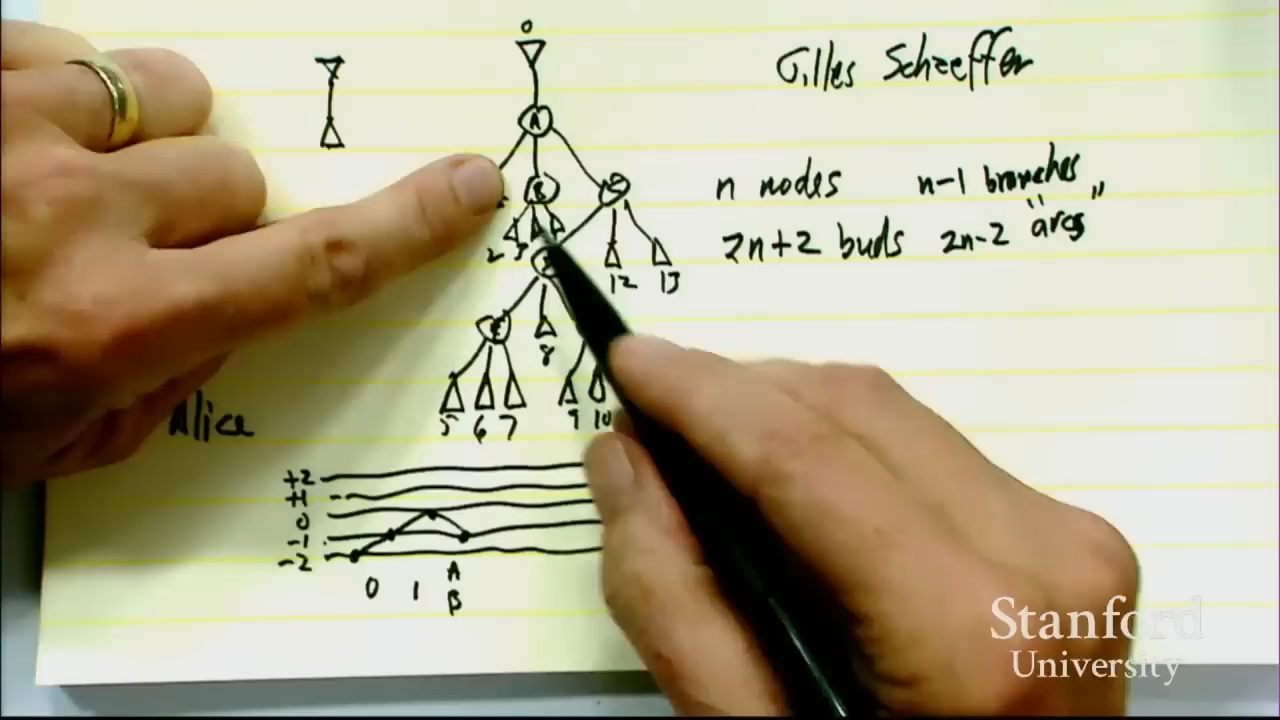 0
Gilles Schaeffer
A
n nodes n-1 branches
B C
2n+2 buds 2n-2 "arcs"
2 3
12 13
8
5 6 7 9 10
Alice
+2
+1
0
-1
-2
0 1 A
B
Stanford
University